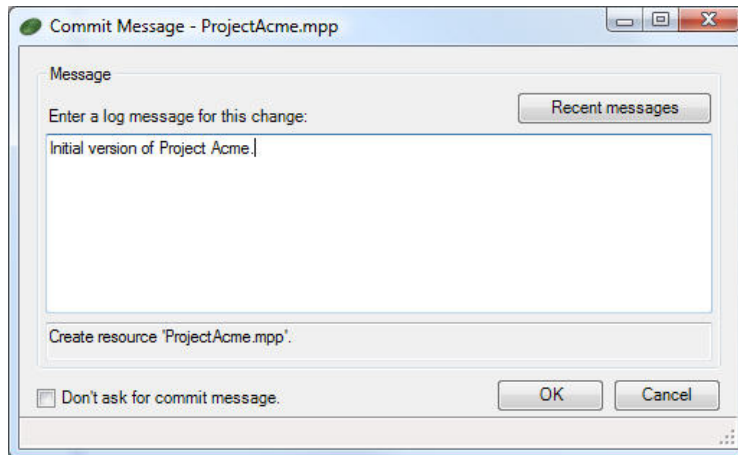 Commit Message - ProjectAcme.mpp
Message
Enter a log message for this change:
Recent messages
Initial version of Project Acme.
Create resource 'ProjectAcme.mpp'.
Don't ask for commit message.
OK
Cancel